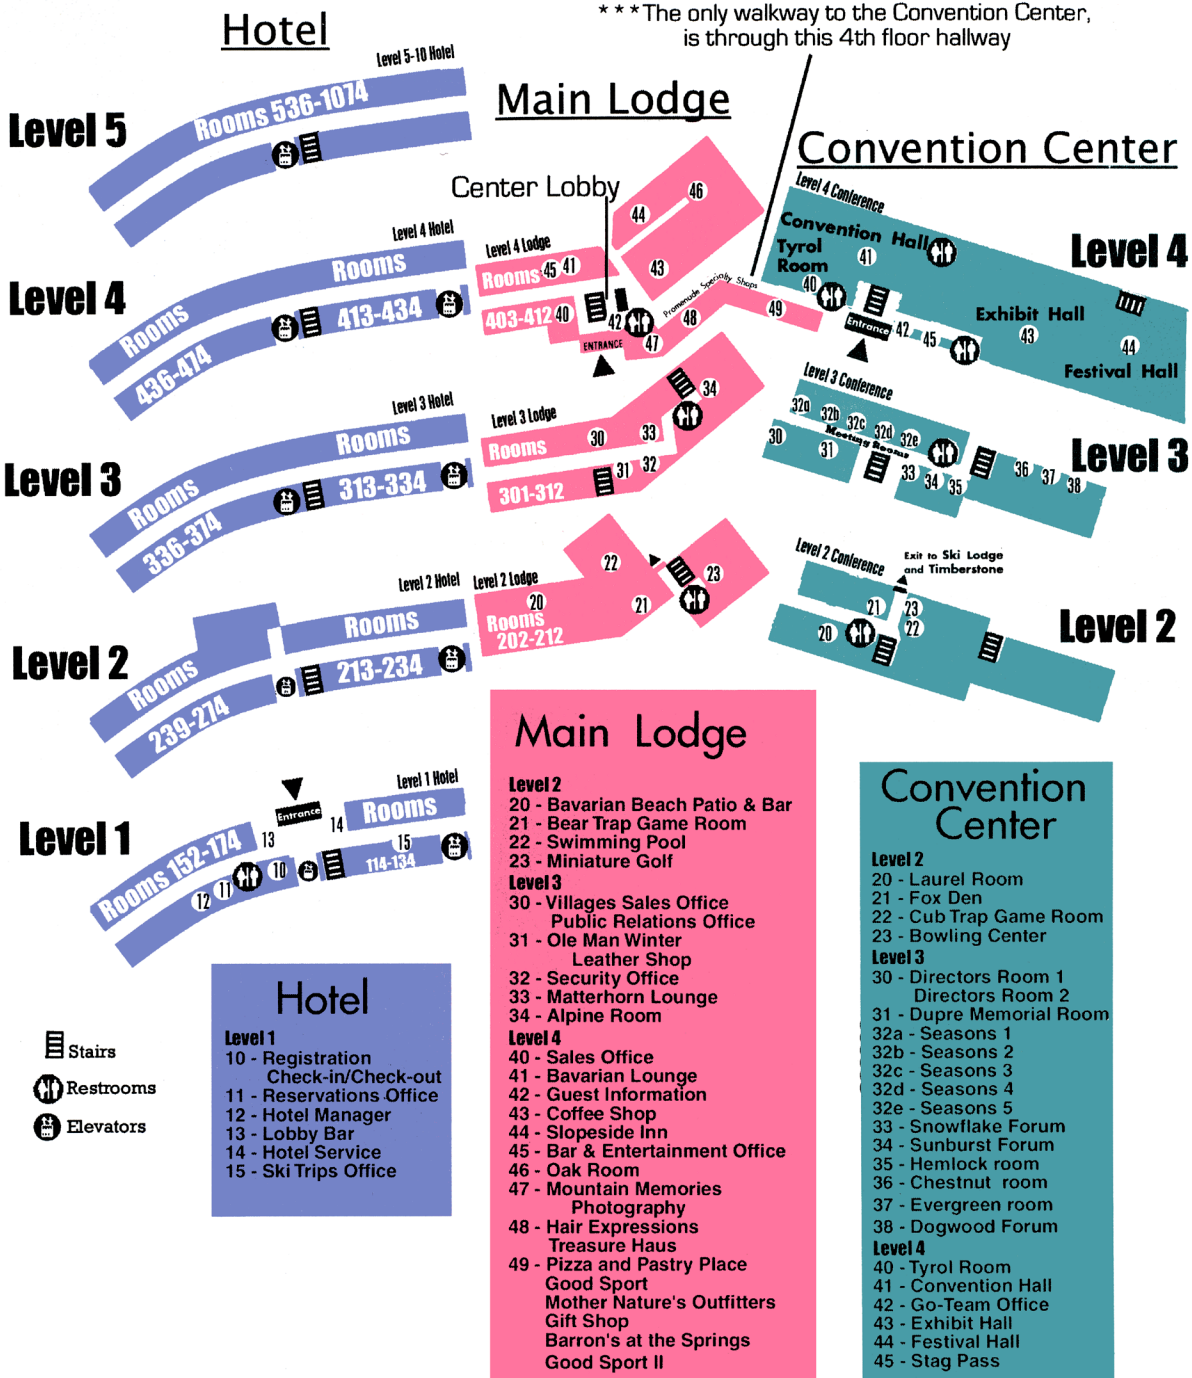 Hotel
* * * The only walkway to the Convention Center,
is through this 4th floor hallway
Main Lodge
Convention Center
Level 5-10 Hotel
Level 5
Rooms 536-1074
Center Lobby
46
44
Level 4 Conference
Convention Hall
Tyrol
Room
41
40
Level 4
Level 4 Hotel
Level 4 Lodge
Rooms
Rooms
45
41
43
Promenade Specialty Shops
Level 4
413-434
403-412
40
42
48
49
47
ENTRANCE
Entrance
42
45
Exhibit Hall
43
44
Festival Hall
Rooms
436-474
Level 3 Conference
32a
32b
32c
32d
32e
Meeting Rooms
30
31
33
34
35
36
37
38
Level 3
Level 3 Hotel
Level 3 Lodge
Rooms
Rooms
30
33
34
31
32
Level 3
313-334
301-312
Rooms
336-374
Level 2 Conference
Exit to Ski Lodge
and Timberstone
21
23
22
20
Level 2
Level 2 Hotel
Level 2 Lodge
Rooms
20
22
21
23
Rooms
202-212
Level 2
213-234
Rooms
239-274
Level 1 Hotel
Entrance
Rooms
13
14
15
Level 1
Rooms 152-174
114-134
10
11
12
Main Lodge
Level 2
20 - Bavarian Beach Patio & Bar
21 - Bear Trap Game Room
22 - Swimming Pool
23 - Miniature Golf
Level 3
30 - Villages Sales Office
Public Relations Office
31 - Ole Man Winter
Leather Shop
32 - Security Office
33 - Matterhorn Lounge
34 - Alpine Room
Level 4
40 - Sales Office
41 - Bavarian Lounge
42 - Guest Information
43 - Coffee Shop
44 - Slopeside Inn
45 - Bar & Entertainment Office
46 - Oak Room
47 - Mountain Memories
Photography
48 - Hair Expressions
Treasure Haus
49 - Pizza and Pastry Place
Good Sport
Mother Nature's Outfitters
Gift Shop
Barron's at the Springs
Good Sport II
Convention
Center
Level 2
20 - Laurel Room
21 - Fox Den
22 - Cub Trap Game Room
23 - Bowling Center
Level 3
30 - Directors Room 1
Directors Room 2
31 - Dupre Memorial Room
32a - Seasons 1
32b - Seasons 2
32c - Seasons 3
32d - Seasons 4
32e - Seasons 5
33 - Snowflake Forum
34 - Sunburst Forum
35 - Hemlock room
36 - Chestnut room
37 - Evergreen room
38 - Dogwood Forum
Level 4
40 - Tyrol Room
41 - Convention Hall
42 - Go-Team Office
43 - Exhibit Hall
44 - Festival Hall
45 - Stag Pass
Hotel
Level 1
10 - Registration
Check-in/Check-out
11 - Reservations Office
12 - Hotel Manager
13 - Lobby Bar
14 - Hotel Service
15 - Ski Trips Office
Stairs
Restrooms
Elevators